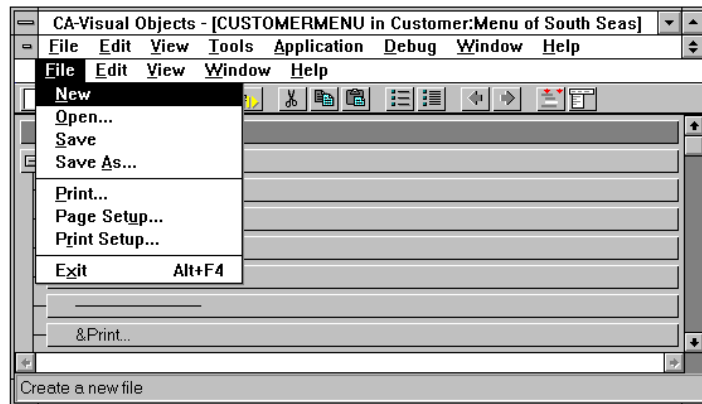 CA-Visual Objects - [CUSTOMERMENU in Customer:Menu of South Seas]
File Edit View Tools Application Debug Window Help
File Edit View Window Help
New
Open...
Save
Save As...
Print...
Page Setup...
Print Setup...
Exit Alt+F4
&Print...
Create a new file